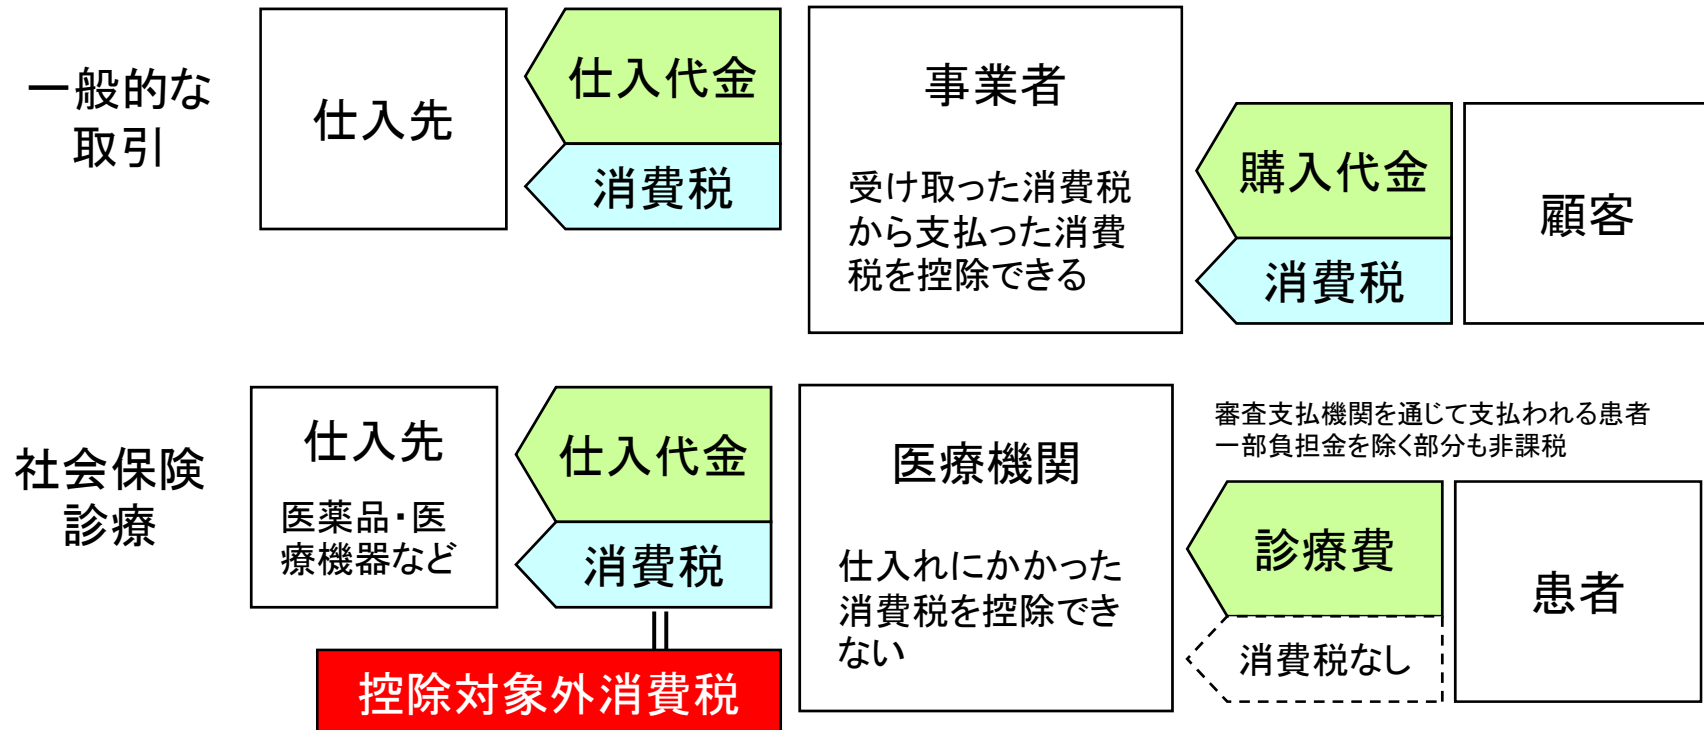 一般的な
取引
仕入先
仕入代金
消費税
事業者
受け取った消費税
から支払った消費
税を控除できる
購入代金
消費税
顧客
社会保険
診療
仕入先
医薬品・医
療機器など
仕入代金
消費税
控除対象外消費税
医療機関
仕入れにかかった
消費税を控除でき
ない
審査支払機関を通じて支払われる患者
一部負担金を除く部分も非課税
診療費
消費税なし
患者